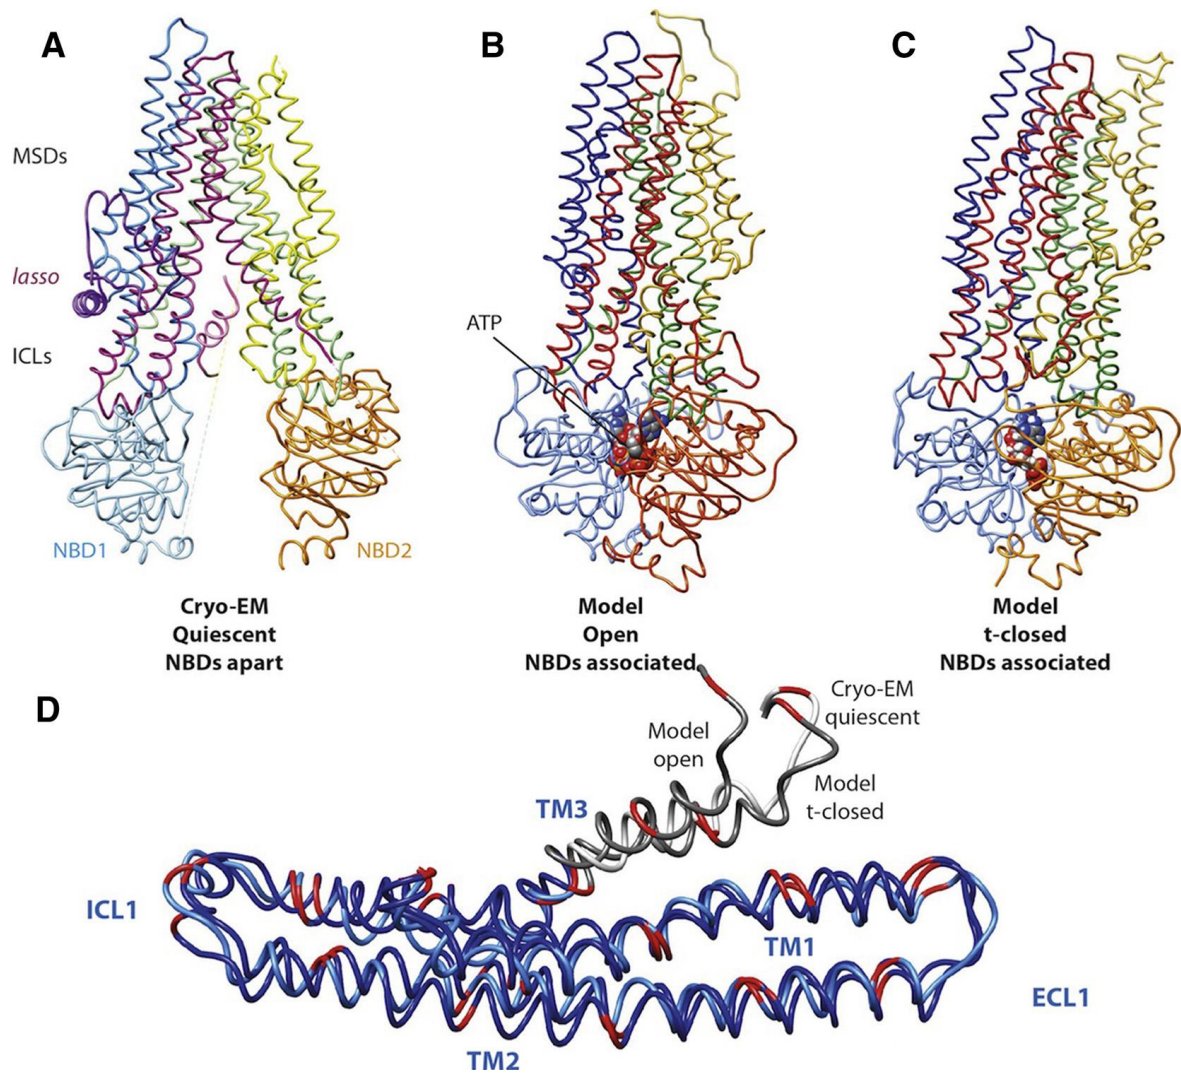 A
B
C
MSDs
lasso
ICLs
ATP
NBD1
NBD2
Cryo-EM
Quiescent
NBDs apart
Model
Open
NBDs associated
Model
t-closed
NBDs associated
D
Cryo-EM
quiescent
Model
open
Model
t-closed
TM3
ICL1
TM1
ECL1
TM2